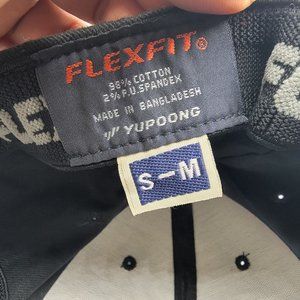 FLEXFIT®
98% COTTON
2% P.U.SPANDEX
MADE IN BANGLADESH
YUPOONG
S-M